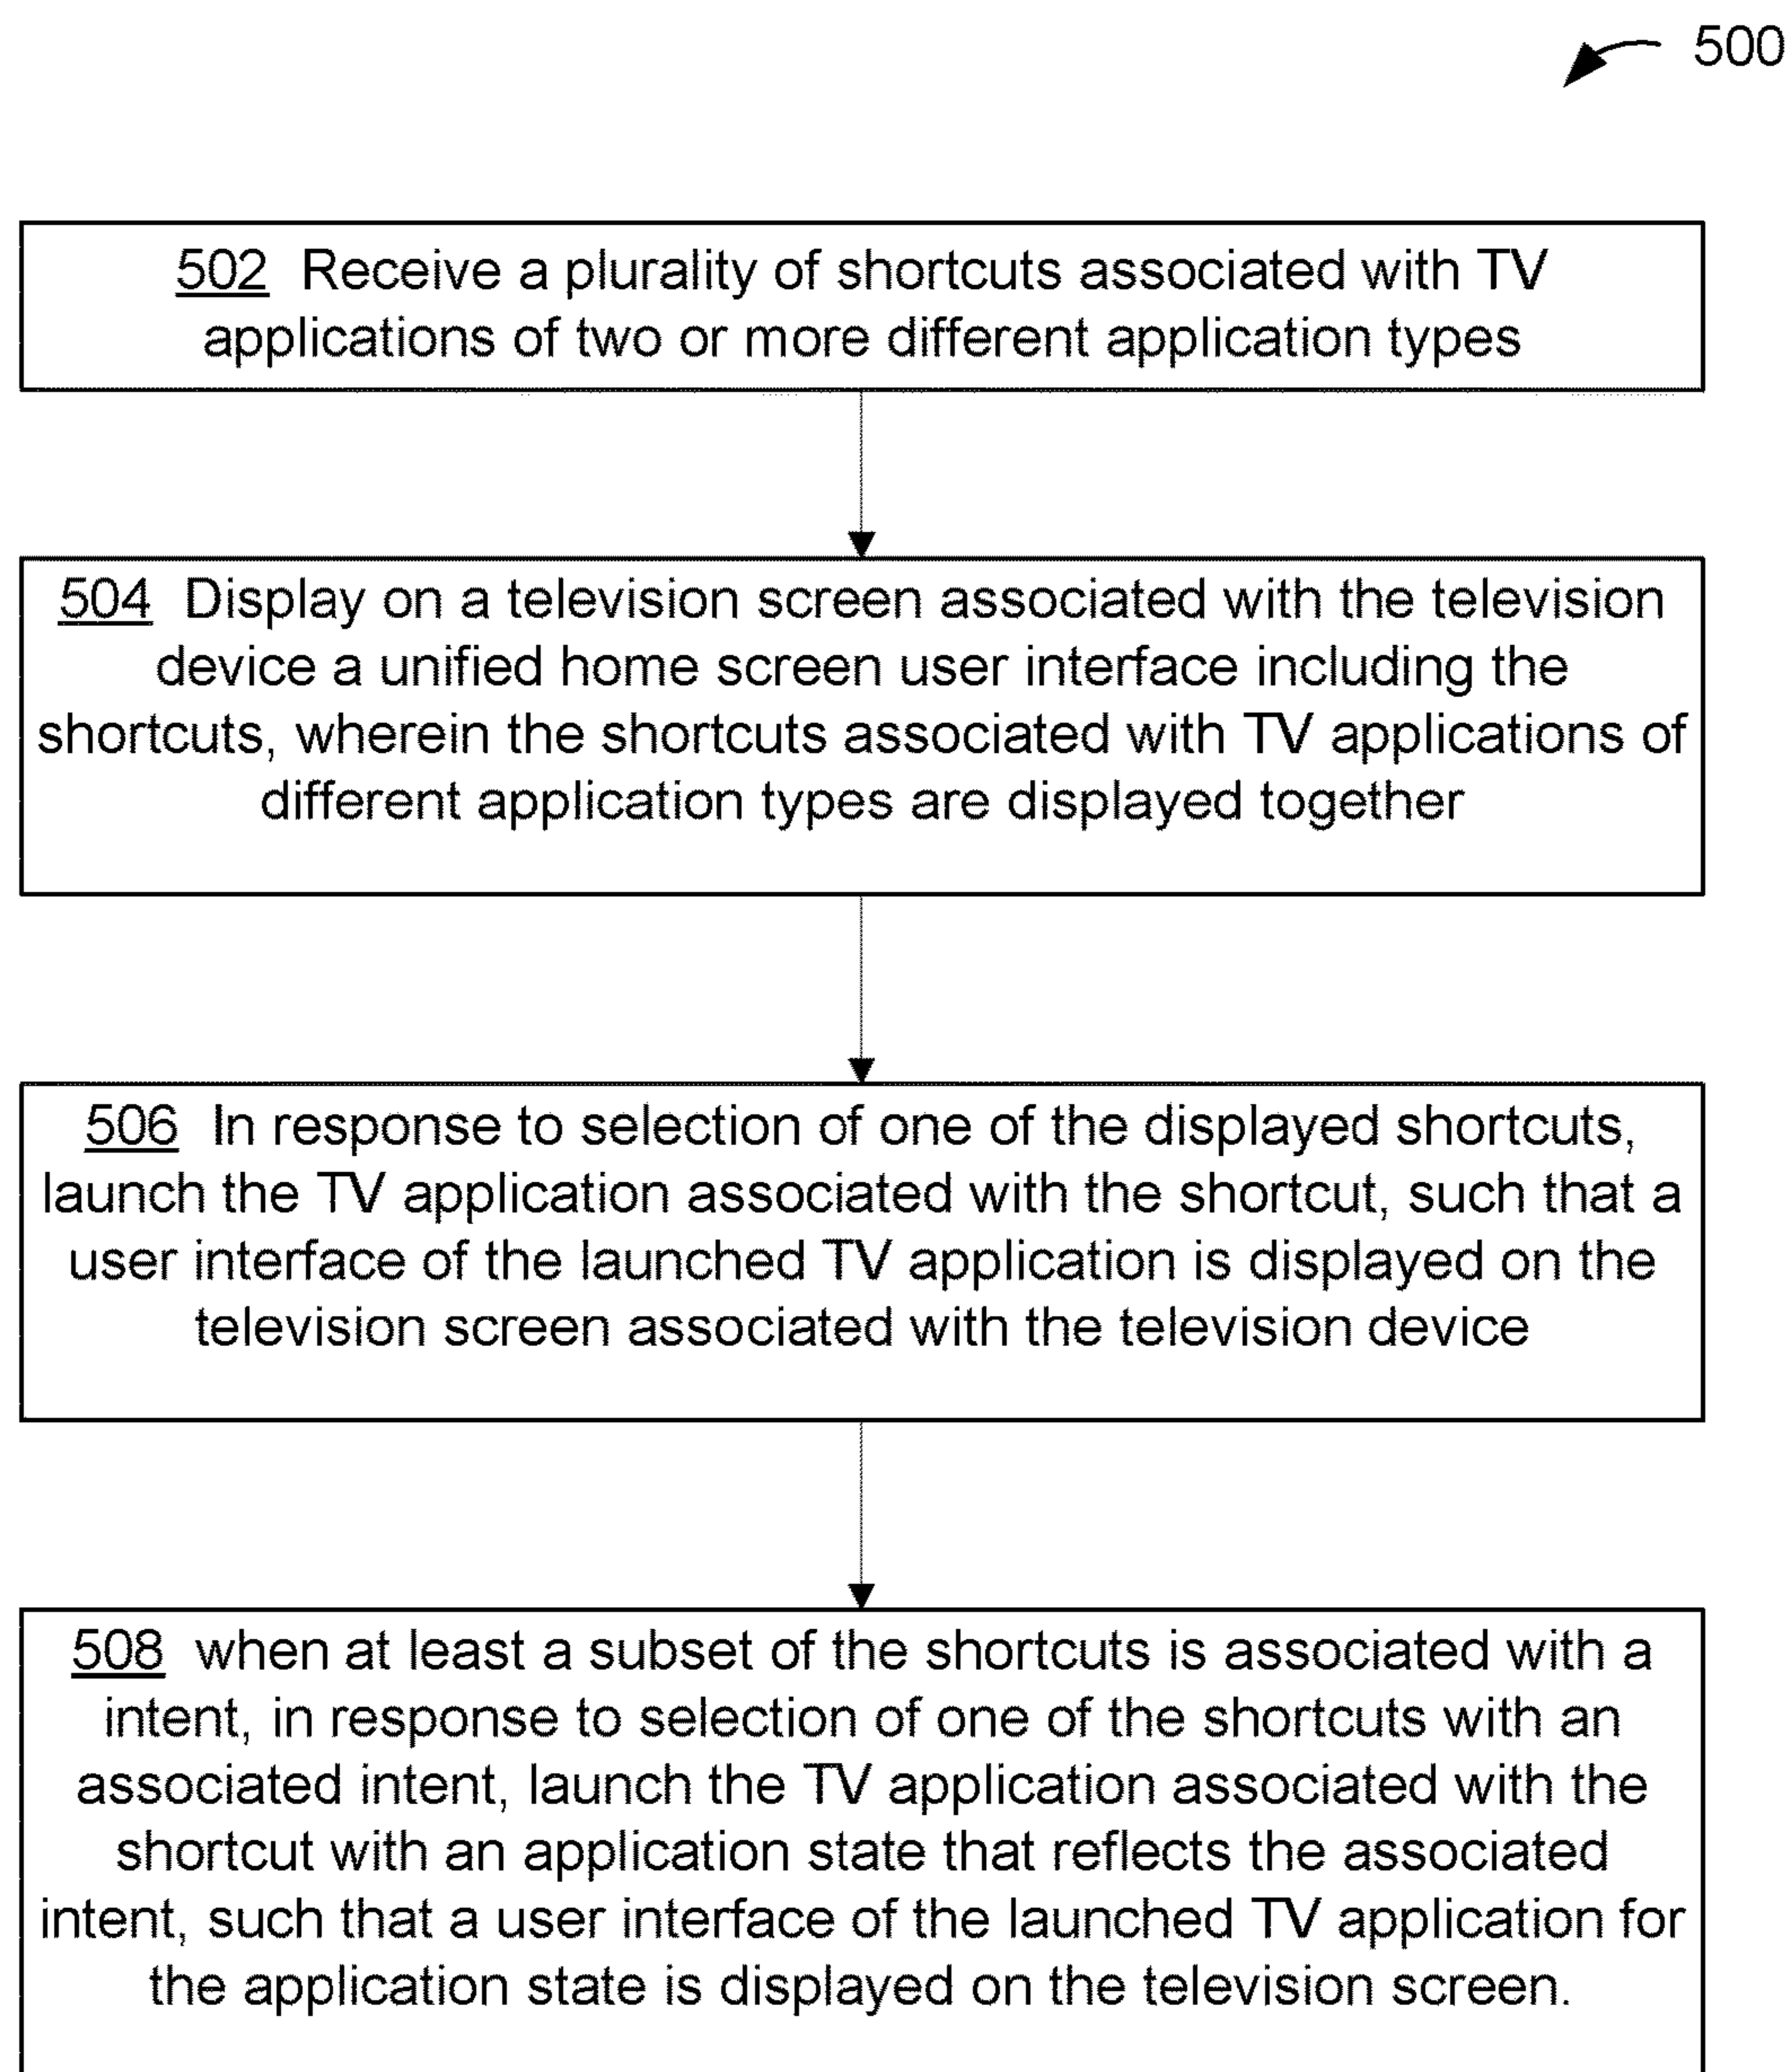 500
502 Receive a plurality of shortcuts associated with TV
applications of two or more different application types
504 Display on a television screen associated with the television
device a unified home screen user interface including the
shortcuts, wherein the shortcuts associated with TV applications of
different application types are displayed together
506 In response to selection of one of the displayed shortcuts,
launch the TV application associated with the shortcut, such that a
user interface of the launched TV application is displayed on the
television screen associated with the television device
508 when at least a subset of the shortcuts is associated with a
intent, in response to selection of one of the shortcuts with an
associated intent, launch the TV application associated with the
shortcut with an application state that reflects the associated
intent, such that a user interface of the launched TV application for
the application state is displayed on the television screen.